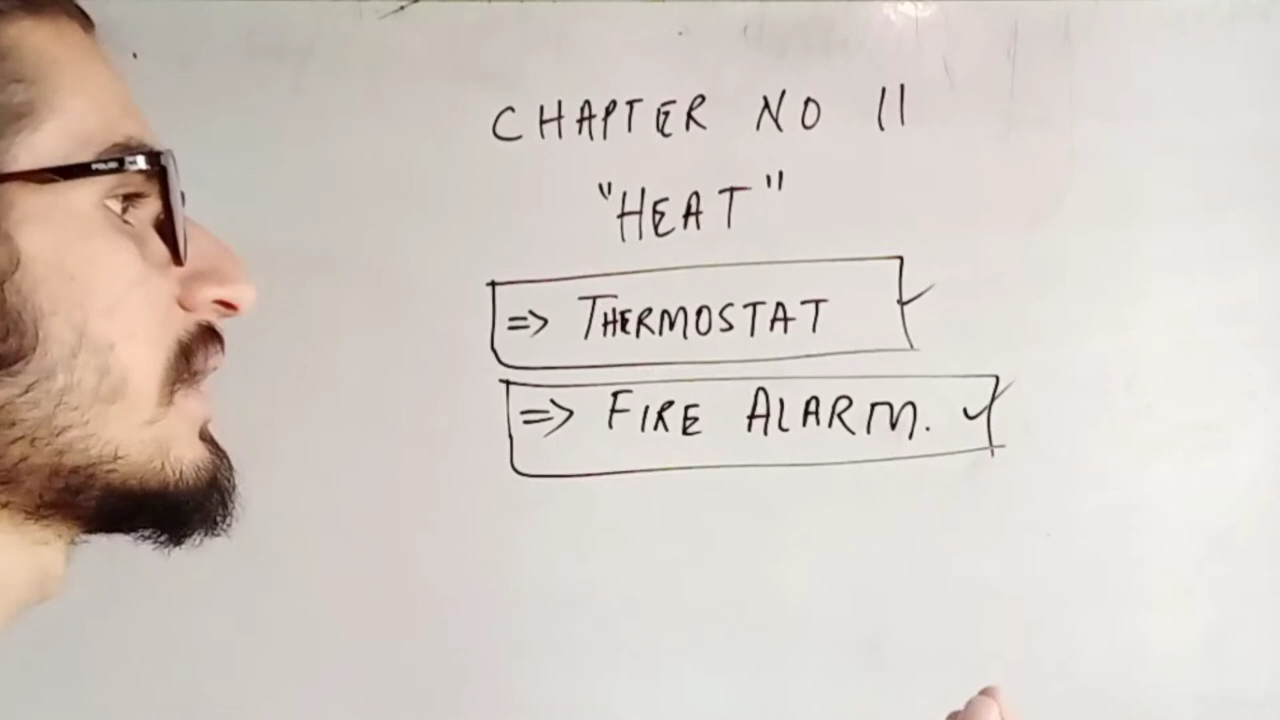 CHAPTER NO 11
"HEAT"
=> THERMOSTAT
=> FIRE ALARM.